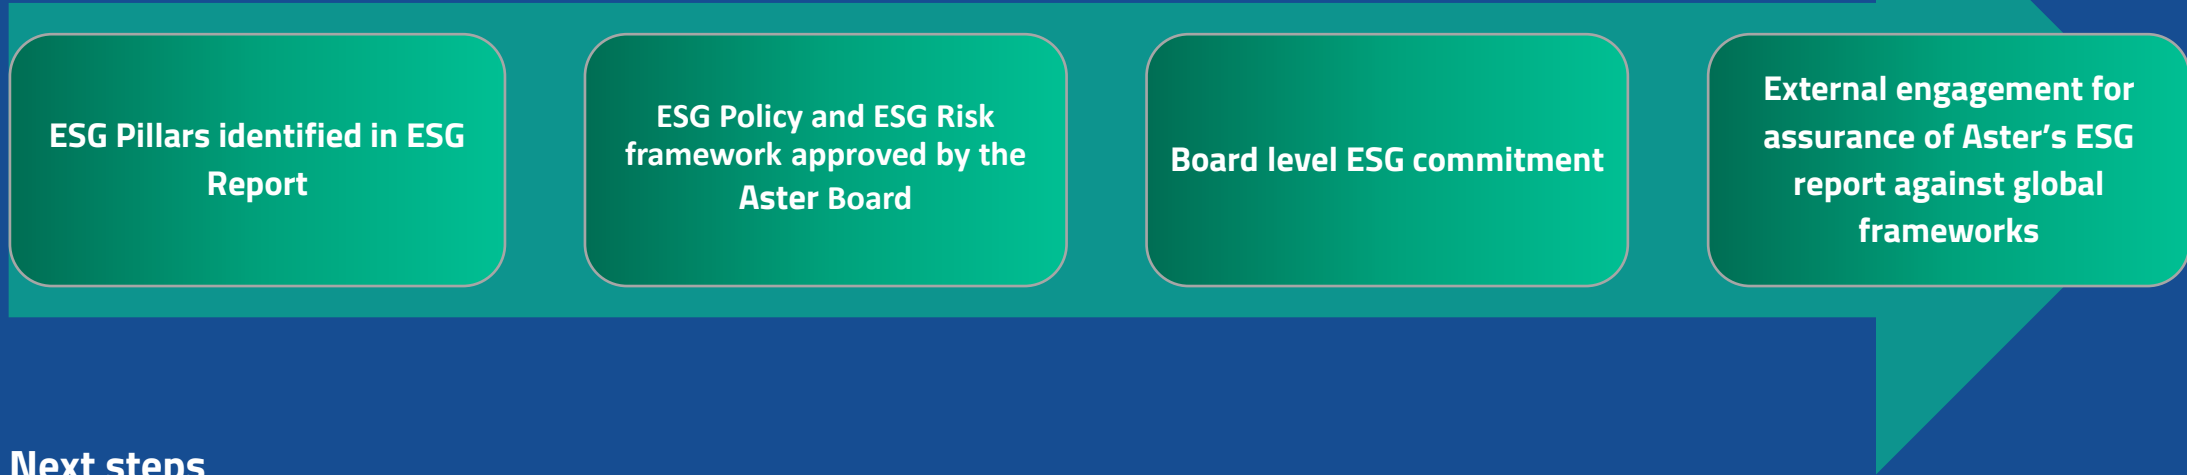 ESG Pillars identified in ESG
Report
ESG Policy and ESG Risk
framework approved by the
Aster Board
Board level ESG commitment
External engagement for
assurance of Aster’s ESG
report against global
frameworks
Next steps